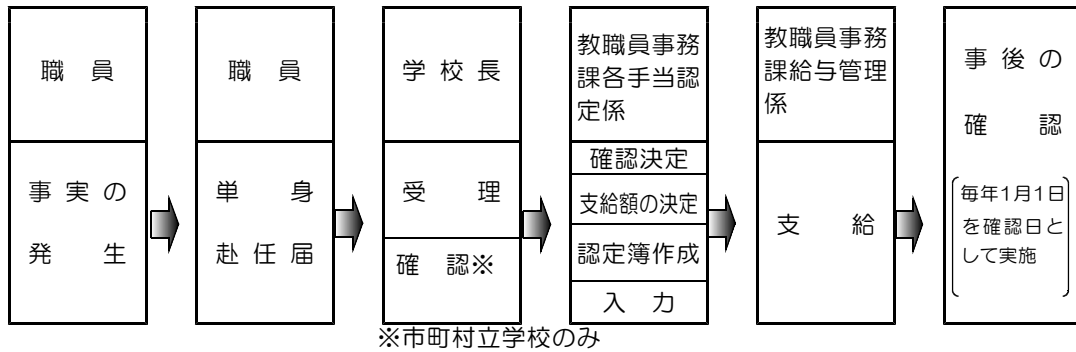 職員
事実の
発生
職員
単身
赴任届
学校長
受理
確認※
教職員事務
課各手当認
定係
確認決定
支給額の決定
認定簿作成
入力
教職員事務
課給与管理
係
支給
事後の
確認
毎年1月1日
を確認日と
して実施
※市町村立学校のみ